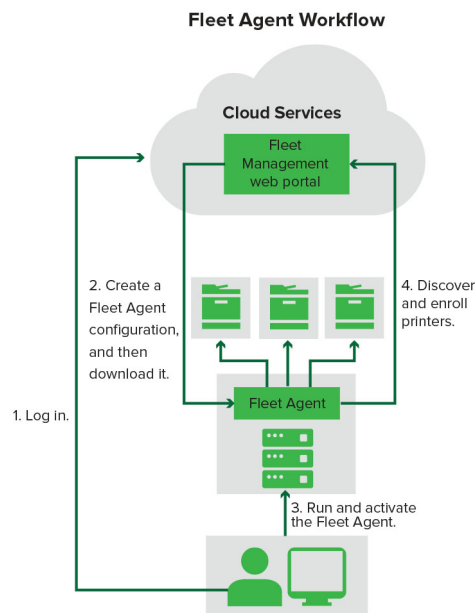 Fleet Agent Workflow
Cloud Services
Fleet
Management
web portal
2. Create a
Fleet Agent
configuration,
and then
download it.
4. Discover
and enroll
printers.
1. Log in.
Fleet Agent
3. Run and activate
the Fleet Agent.